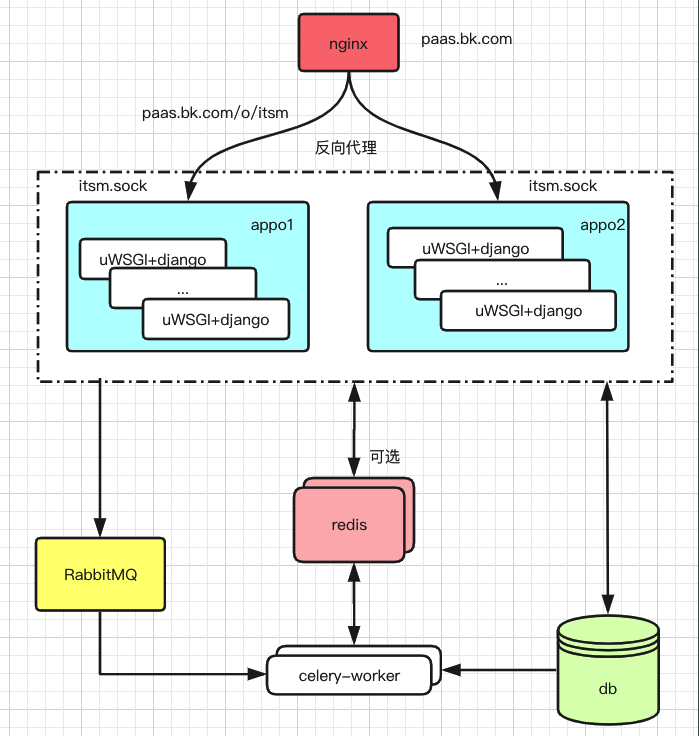 nginx
paas.bk.com
paas.bk.com/o/itsm
反向代理
itsm.sock
itsm.sock
appo1
appo2
uWSGI+django
...
uWSGI+django
uWSGI+django
...
uWSGI+django
可选
redis
RabbitMQ
celery-worker
db